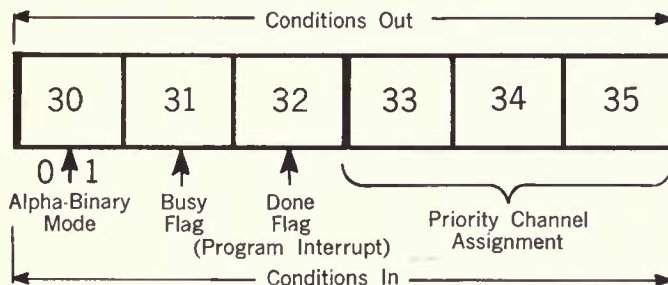 Conditions Out
30 31 32 33 34 35
0 1
Alpha-Binary Mode
Busy Flag
Done Flag
(Program Interrupt)
Priority Channel Assignment
Conditions In